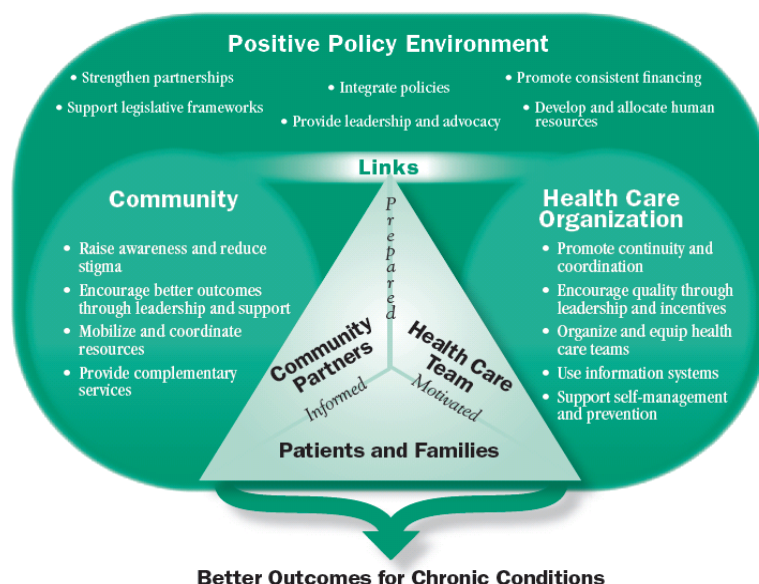 Positive Policy Environment
• Strengthen partnerships
• Support legislative frameworks
• Integrate policies
• Provide leadership and advocacy
• Promote consistent financing
• Develop and allocate human
resources
Links
Community
• Raise awareness and reduce
stigma
• Encourage better outcomes
through leadership and support
• Mobilize and coordinate
resources
• Provide complementary
services
Prepared
Community
Partners
Informed
Health Care
Team
Motivated
Patients and Families
Health Care
Organization
• Promote continuity and
coordination
• Encourage quality through
leadership and incentives
• Organize and equip health
care teams
• Use information systems
• Support self-management
and prevention
Better Outcomes for Chronic Conditions